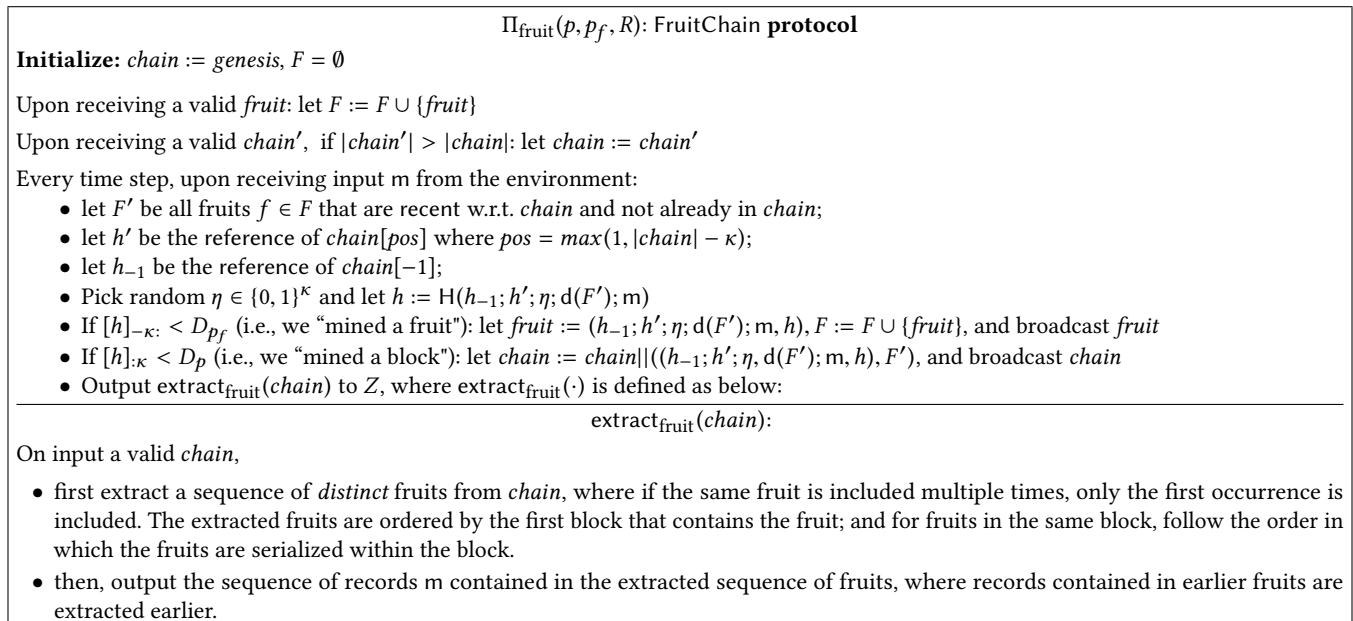 Π_fruit(p, p_f, R): FruitChain protocol
Initialize: chain := genesis, F = ∅
Upon receiving a valid fruit: let F := F ∪ {fruit}
Upon receiving a valid chain′, if |chain′| > |chain|: let chain := chain′
Every time step, upon receiving input m from the environment:
• let F′ be all fruits f ∈ F that are recent w.r.t. chain and not already in chain;
• let h′ be the reference of chain[pos] where pos = max(1, |chain| − κ);
• let h_{−1} be the reference of chain[−1];
• Pick random η ∈ {0, 1}^κ and let h := H(h_{−1}; h′; η; d(F′); m)
• If [h]_{−κ:} < D_{p_f} (i.e., we “mined a fruit"): let fruit := (h_{−1}; h′; η; d(F′); m, h), F := F ∪ {fruit}, and broadcast fruit
• If [h]_{:κ} < D_p (i.e., we “mined a block"): let chain := chain||((h_{−1}; h′; η, d(F′); m, h), F′), and broadcast chain
• Output extract_fruit(chain) to Z, where extract_fruit(·) is defined as below:
extract_fruit(chain):
On input a valid chain,
• first extract a sequence of distinct fruits from chain, where if the same fruit is included multiple times, only the first occurrence is
included. The extracted fruits are ordered by the first block that contains the fruit; and for fruits in the same block, follow the order in
which the fruits are serialized within the block.
• then, output the sequence of records m contained in the extracted sequence of fruits, where records contained in earlier fruits are
extracted earlier.